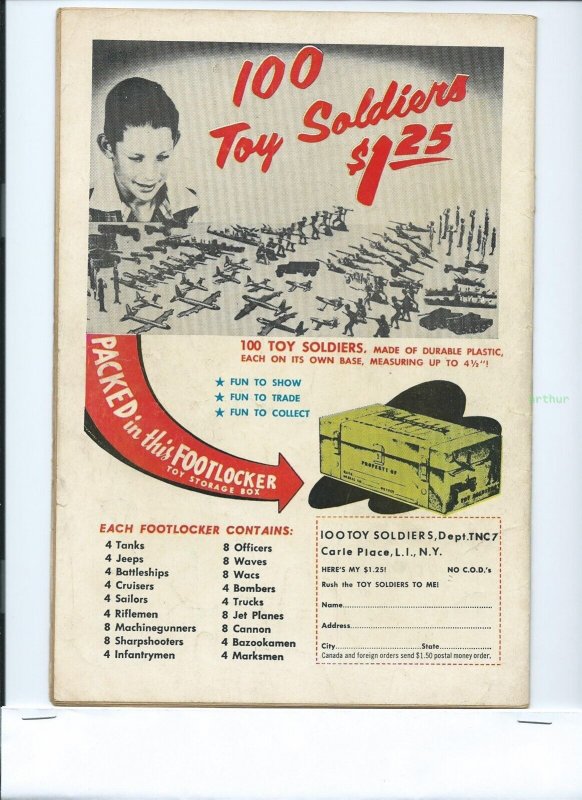 100
Toy Soldiers
$1.25
100 TOY SOLDIERS, MADE OF DURABLE PLASTIC,
EACH ON ITS OWN BASE, MEASURING UP TO 4½"!
★ FUN TO SHOW
★ FUN TO TRADE
★ FUN TO COLLECT
arthur
PACKED in this FOOTLOCKER
TOY STORAGE BOX
PROPERTY OF
TOY SOLDIERS
EACH FOOTLOCKER CONTAINS:
4 Tanks
4 Jeeps
4 Battleships
4 Cruisers
4 Sailors
4 Riflemen
8 Machinegunners
8 Sharpshooters
4 Infantrymen
8 Officers
8 Waves
8 Wacs
4 Bombers
4 Trucks
8 Jet Planes
8 Cannon
4 Bazookamen
4 Marksmen
100 TOY SOLDIERS, Dept. TNC7
Carle Place, L.I., N.Y.
HERE'S MY $1.25! NO C.O.D.'s
Rush the TOY SOLDIERS TO ME!
Name
Address
City State
Canada and foreign orders send $1.50 postal money order.